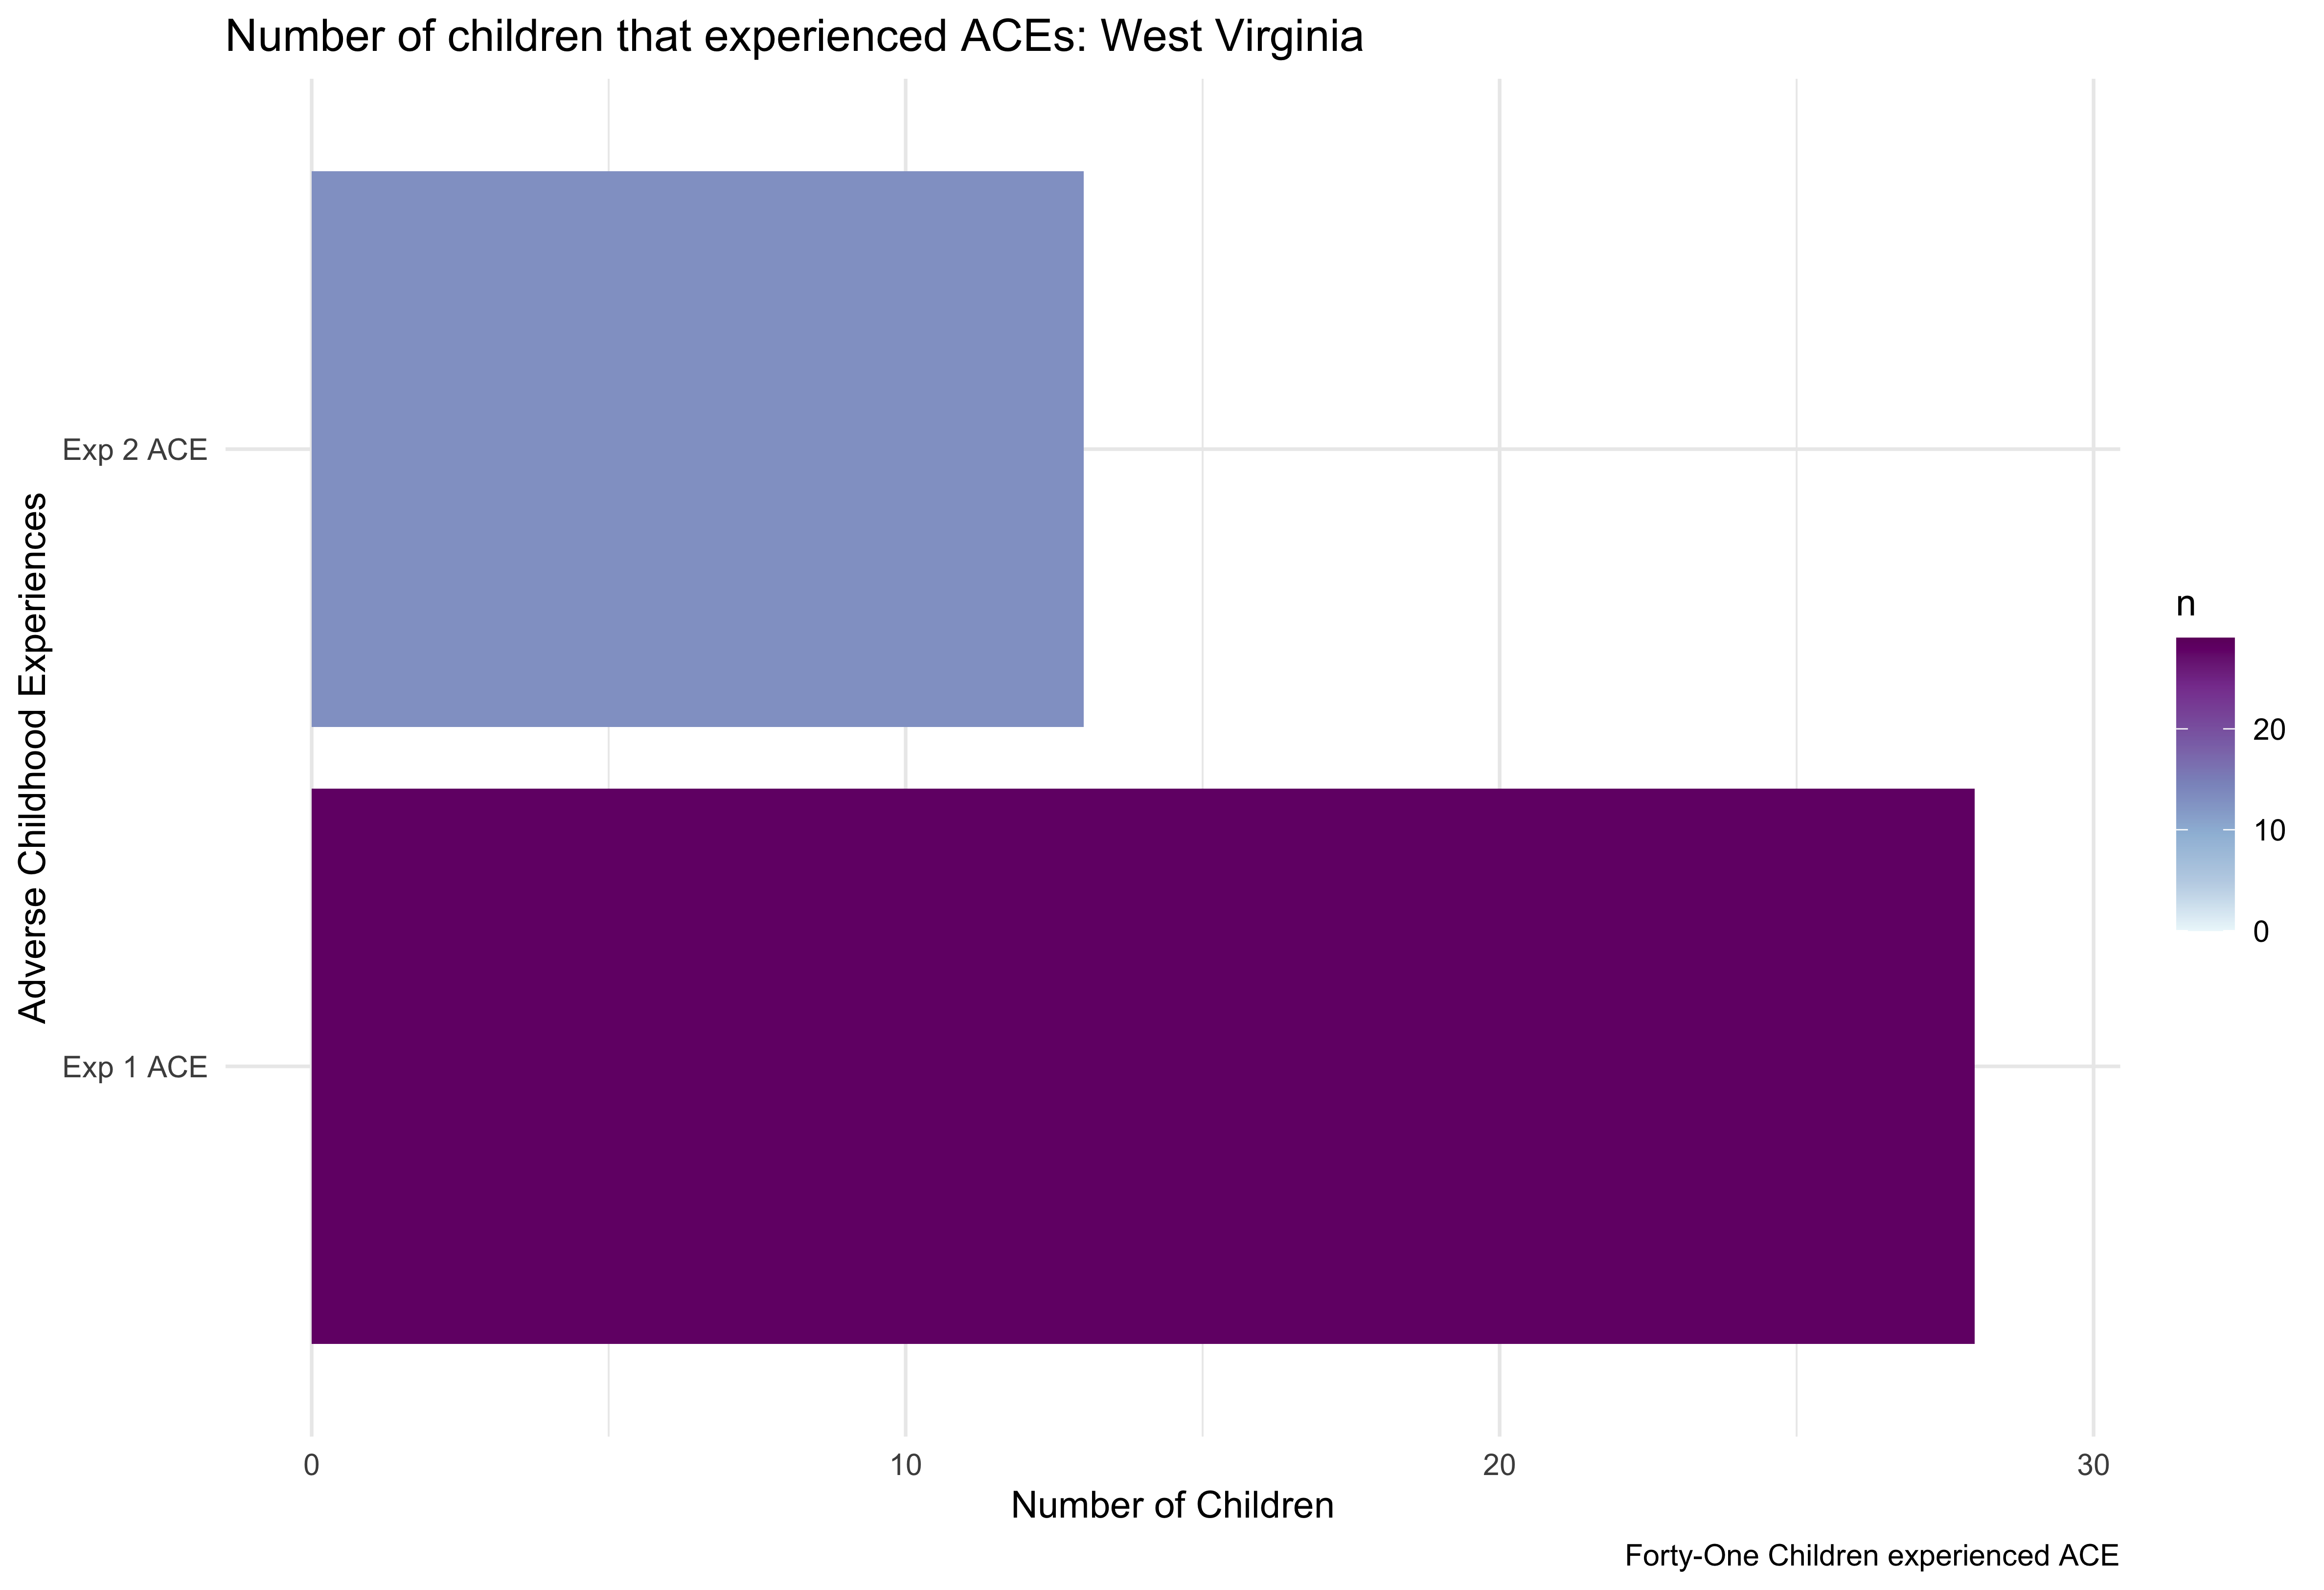 Number of children that experienced ACEs: West Virginia
Adverse Childhood Experiences
Exp 2 ACE
Exp 1 ACE
0
10
20
30
Number of Children
n
20
10
0
Forty-One Children experienced ACE